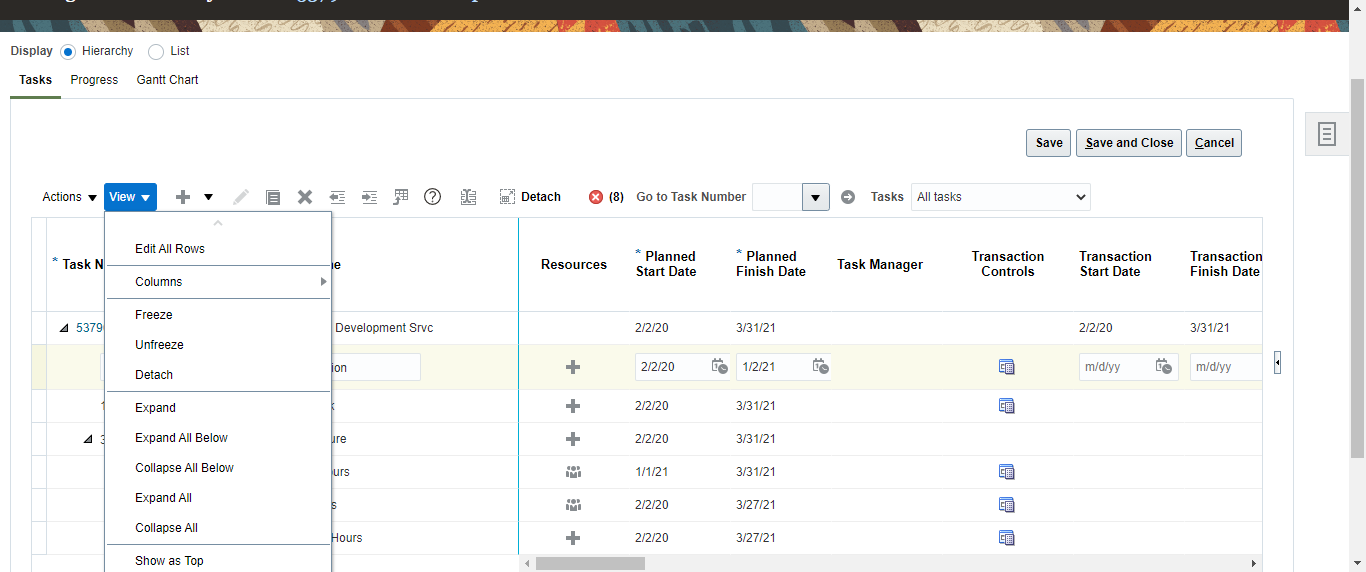 Display Hierarchy List
Tasks Progress Gantt Chart
Save Save and Close Cancel
Actions View Detach (8) Go to Task Number Tasks All tasks
Edit All Rows
Columns
Freeze
Unfreeze
Detach
Expand
Expand All Below
Collapse All Below
Expand All
Collapse All
Show as Top
* Task N
Resources
* Planned
Start Date
* Planned
Finish Date
Task Manager
Transaction
Controls
Transaction
Start Date
Transaction
Finish Date
5379 Development Srvc 2/2/20 3/31/21 2/2/20 3/31/21
ion 2/2/20 1/2/21 m/d/yy m/d/yy
2/2/20 3/31/21
ure 2/2/20 3/31/21
ours 1/1/21 3/31/21
s 2/2/20 3/27/21
Hours 2/2/20 3/27/21